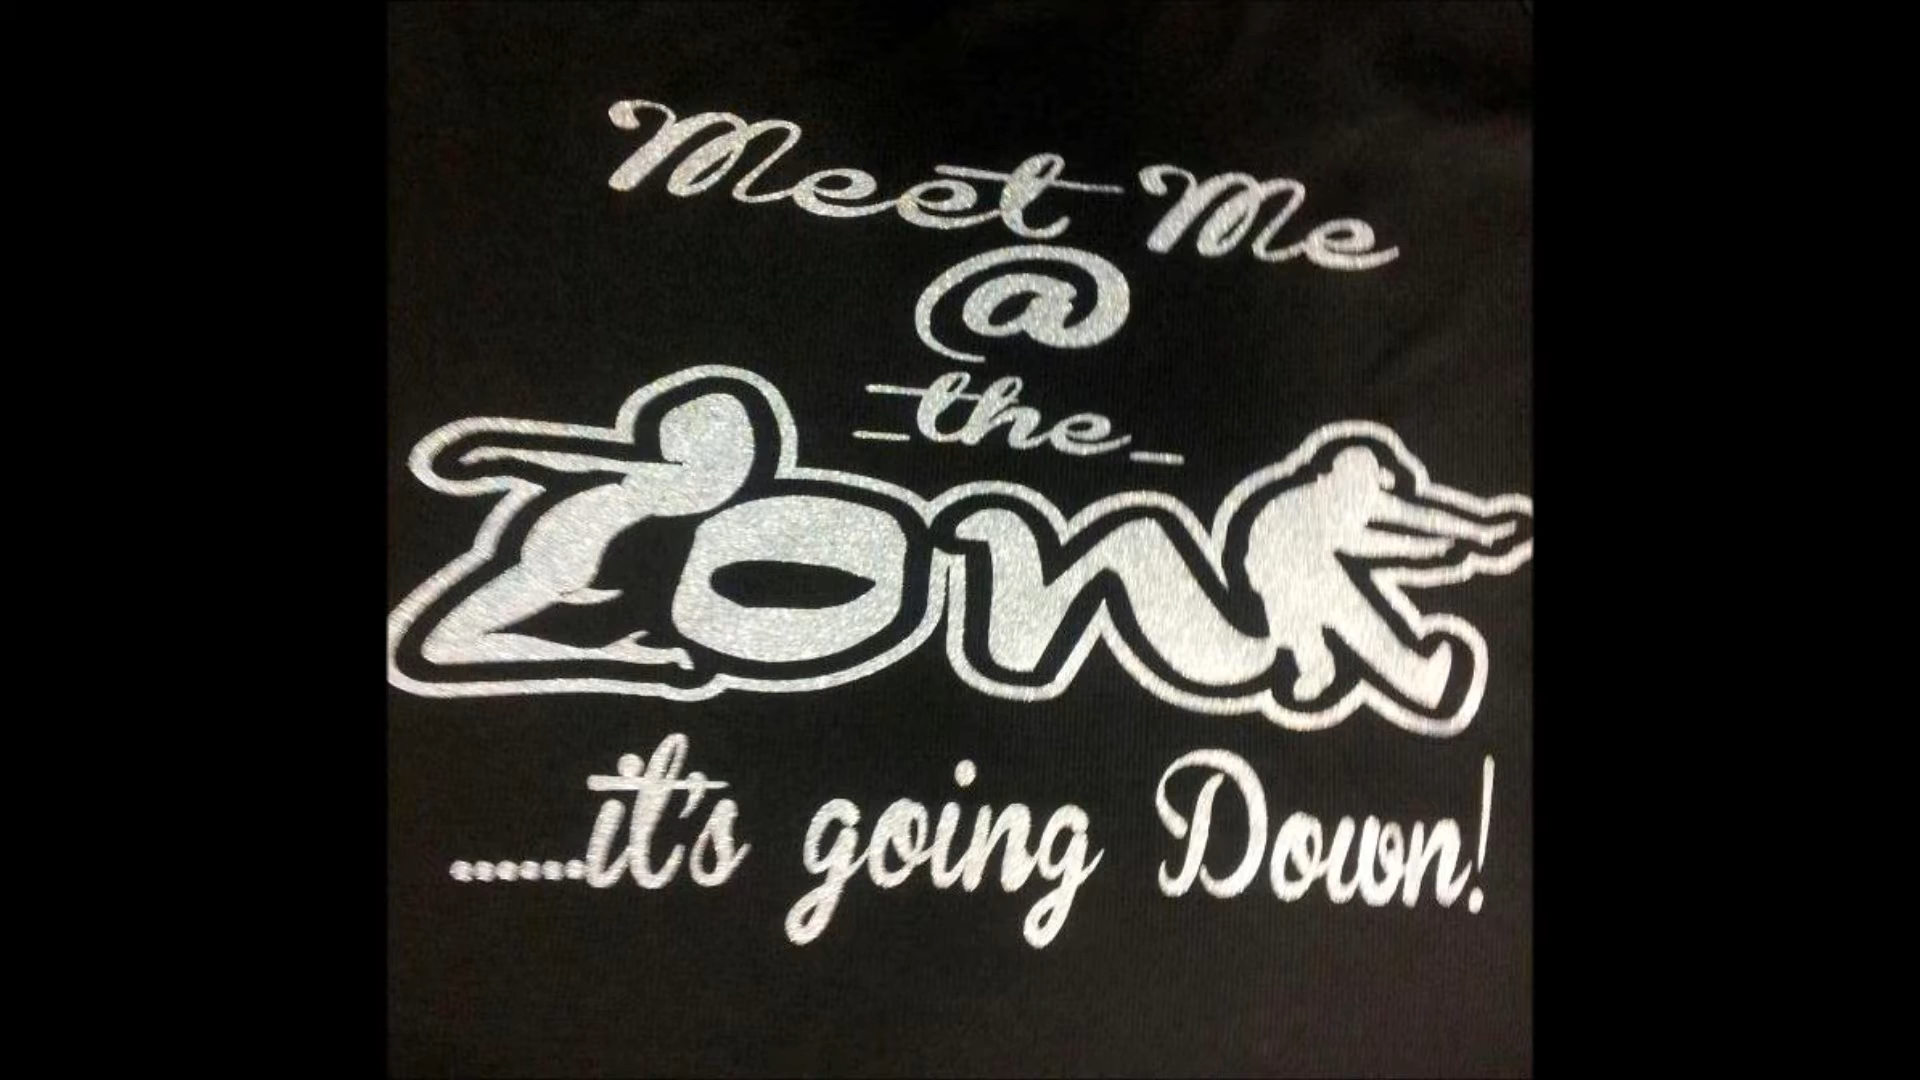 Meet Me
@
the
Zone
.....it's going Down!